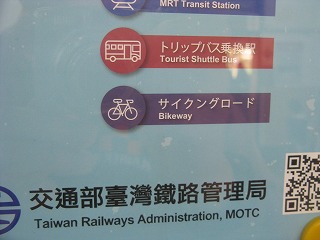 MRT Transit Station
トリップバス乗換駅
Tourist Shuttle Bus
サイクングロード
Bikeway
交通部臺灣鐵路管理局
Taiwan Railways Administration, MOTC